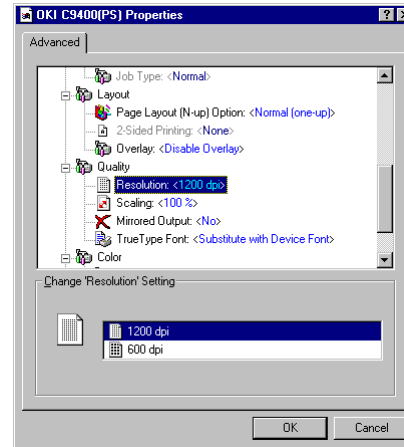 OKI C9400(PS) Properties
Advanced
Job Type: <Normal>
Layout
Page Layout (N-up) Option: <Normal (one-up)>
2-Sided Printing: <None>
Overlay: <Disable Overlay>
Quality
Resolution: <1200 dpi>
Scaling: <100 %>
Mirrored Output: <No>
TrueType Font: <Substitute with Device Font>
Color
Change 'Resolution' Setting
1200 dpi
600 dpi
OK Cancel